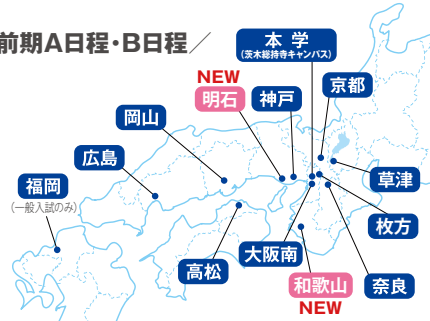 前期A日程・B日程／
本学
（茨木総持寺キャンパス）
NEW
明石
神戸
京都
岡山
広島
福岡
（一般入試のみ）
草津
枚方
高松
大阪南
和歌山
NEW
奈良